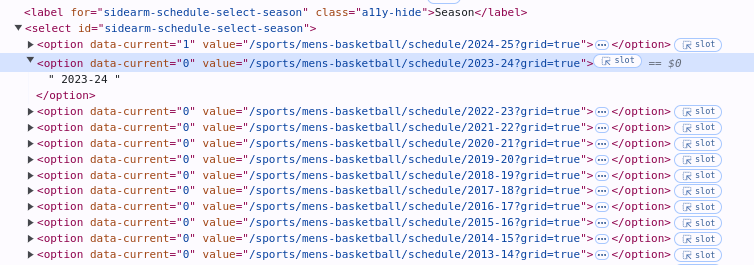 <label for="sidearm-schedule-select-season" class="a11y-hide">Season</label>
<select id="sidearm-schedule-select-season">
<option data-current="1" value="/sports/mens-basketball/schedule/2024-25?grid=true">…</option> slot
<option data-current="0" value="/sports/mens-basketball/schedule/2023-24?grid=true"> slot == $0
" 2023-24 "
</option>
<option data-current="0" value="/sports/mens-basketball/schedule/2022-23?grid=true">…</option> slot
<option data-current="0" value="/sports/mens-basketball/schedule/2021-22?grid=true">…</option> slot
<option data-current="0" value="/sports/mens-basketball/schedule/2020-21?grid=true">…</option> slot
<option data-current="0" value="/sports/mens-basketball/schedule/2019-20?grid=true">…</option> slot
<option data-current="0" value="/sports/mens-basketball/schedule/2018-19?grid=true">…</option> slot
<option data-current="0" value="/sports/mens-basketball/schedule/2017-18?grid=true">…</option> slot
<option data-current="0" value="/sports/mens-basketball/schedule/2016-17?grid=true">…</option> slot
<option data-current="0" value="/sports/mens-basketball/schedule/2015-16?grid=true">…</option> slot
<option data-current="0" value="/sports/mens-basketball/schedule/2014-15?grid=true">…</option> slot
<option data-current="0" value="/sports/mens-basketball/schedule/2013-14?grid=true">…</option> slot